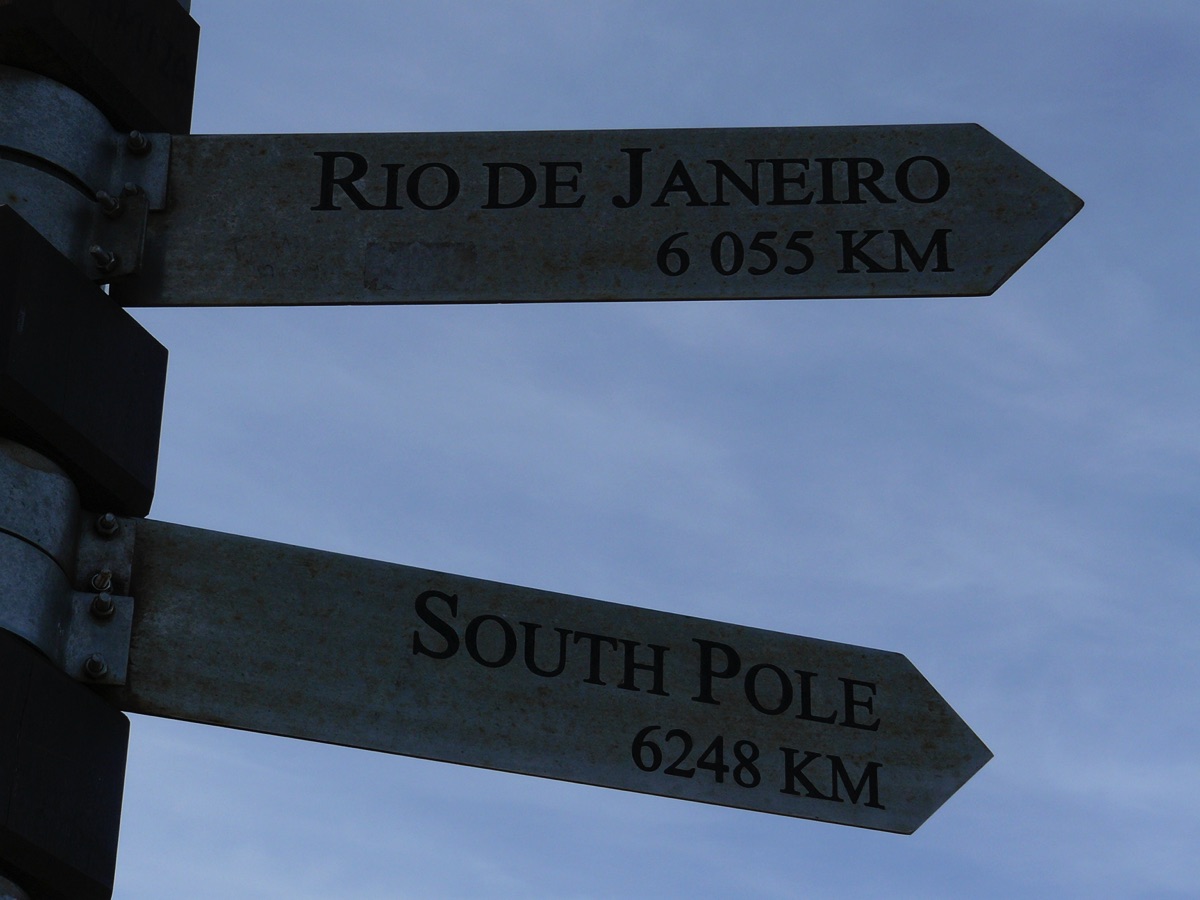 RIO DE JANEIRO
6 055 KM
SOUTH POLE
6248 KM